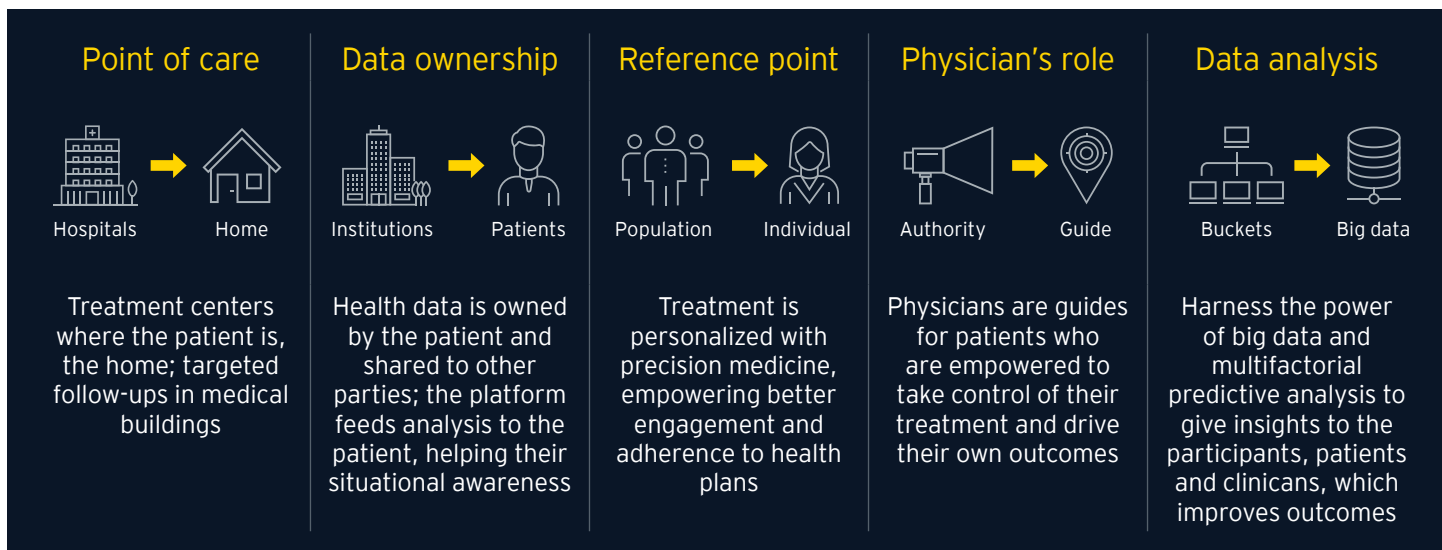 Point of care
Hospitals
Home
Treatment centers
where the patient is,
the home; targeted
follow-ups in medical
buildings
Data ownership
Institutions
Patients
Health data is owned
by the patient and
shared to other
parties; the platform
feeds analysis to the
patient, helping their
situational awareness
Reference point
Population
Individual
Treatment is
personalized with
precision medicine,
empowering better
engagement and
adherence to health
plans
Physician's role
Authority
Guide
Physicians are guides
for patients who
are empowered to
take control of their
treatment and drive
their own outcomes
Data analysis
Buckets
Big data
Harness the power
of big data and
multifactorial
predictive analysis to
give insights to the
participants, patients
and clinicans, which
improves outcomes